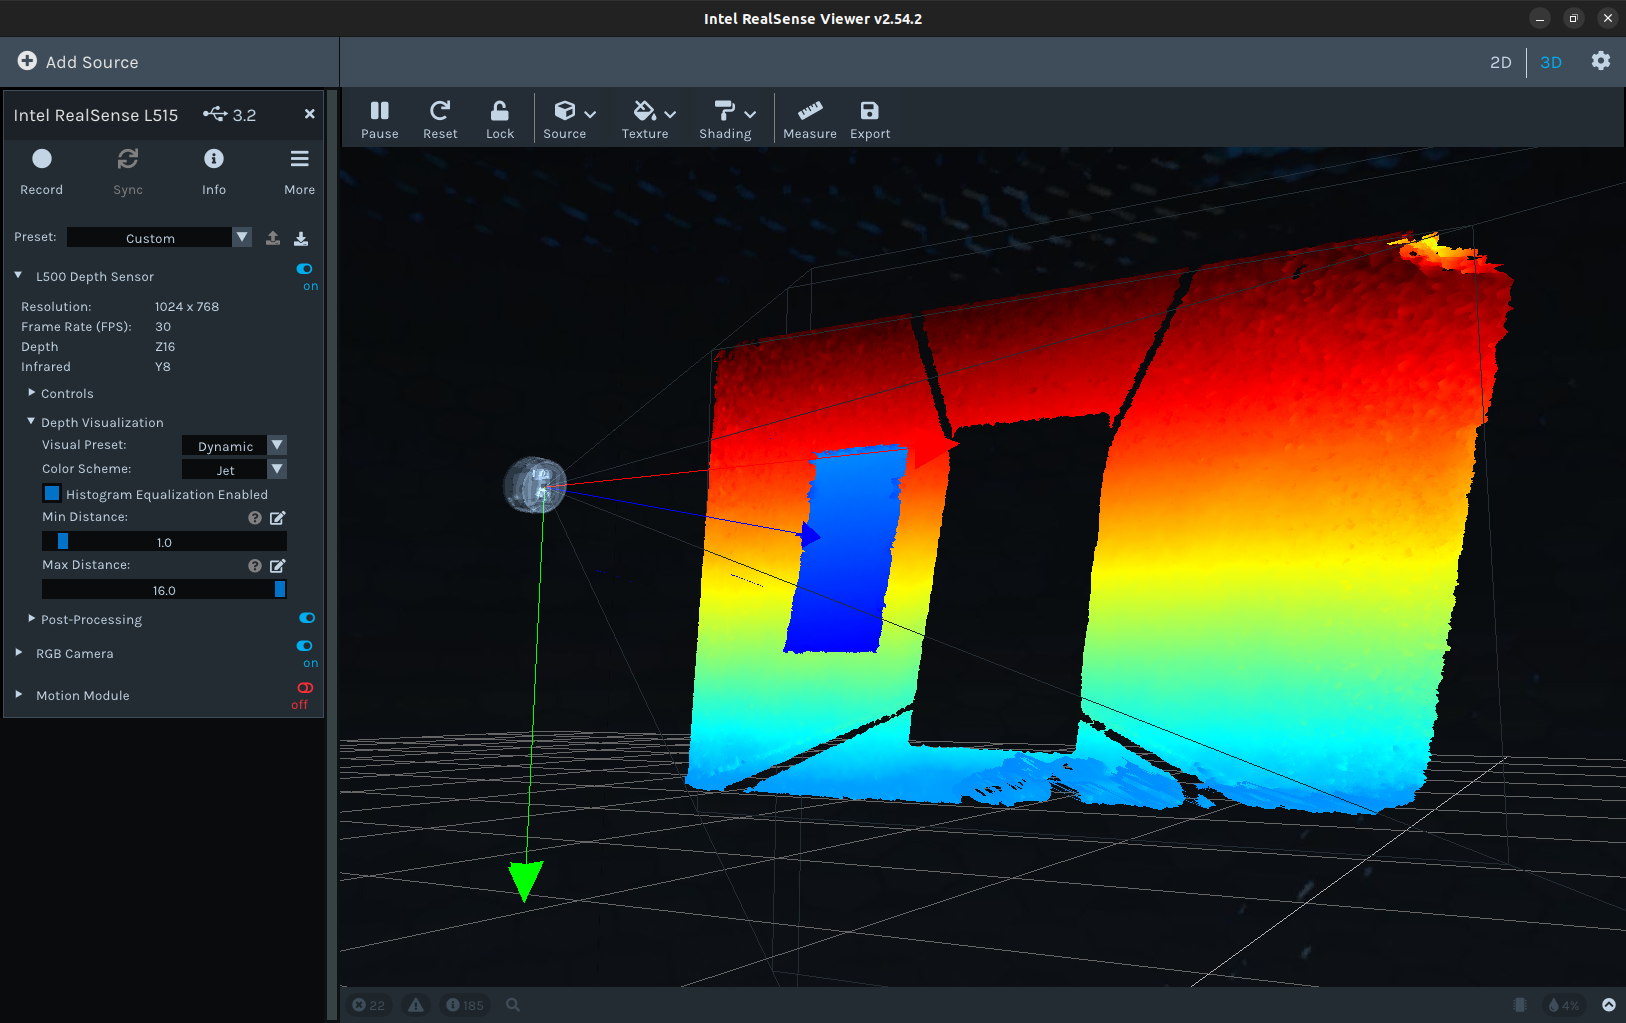 Intel RealSense Viewer v2.54.2
Add Source
2D
3D
Intel RealSense L515
3.2
Pause
Reset
Lock
Source
Texture
Shading
Measure
Export
Record
Sync
Info
More
Preset:
Custom
L500 Depth Sensor
on
Resolution: 1024 x 768
Frame Rate (FPS): 30
Depth Z16
Infrared Y8
Controls
Depth Visualization
Visual Preset: Dynamic
Color Scheme: Jet
Histogram Equalization Enabled
Min Distance:
1.0
Max Distance:
16.0
Post-Processing
RGB Camera
on
Motion Module
off
22
185
4%